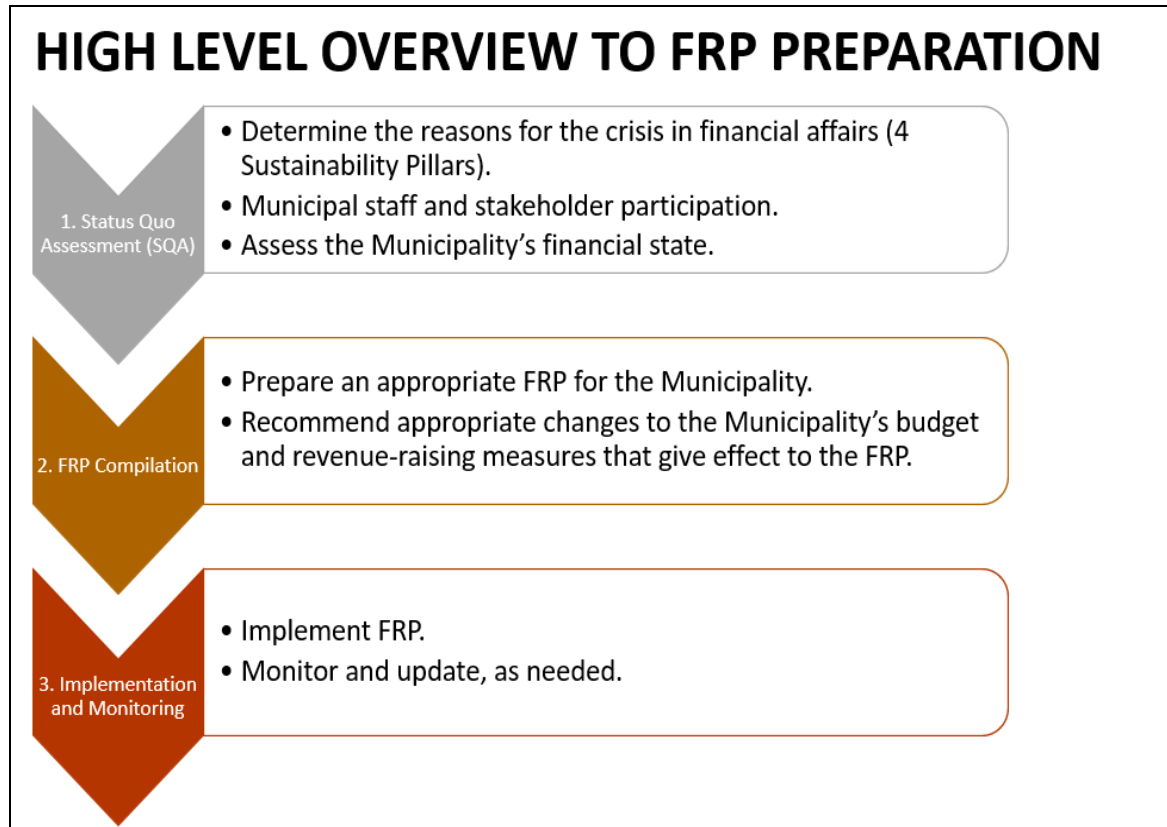 HIGH LEVEL OVERVIEW TO FRP PREPARATION
1. Status Quo
Assessment (SQA)
• Determine the reasons for the crisis in financial affairs (4
Sustainability Pillars).
• Municipal staff and stakeholder participation.
• Assess the Municipality’s financial state.
2. FRP Compilation
• Prepare an appropriate FRP for the Municipality.
• Recommend appropriate changes to the Municipality’s budget
and revenue-raising measures that give effect to the FRP.
3. Implementation
and Monitoring
• Implement FRP.
• Monitor and update, as needed.